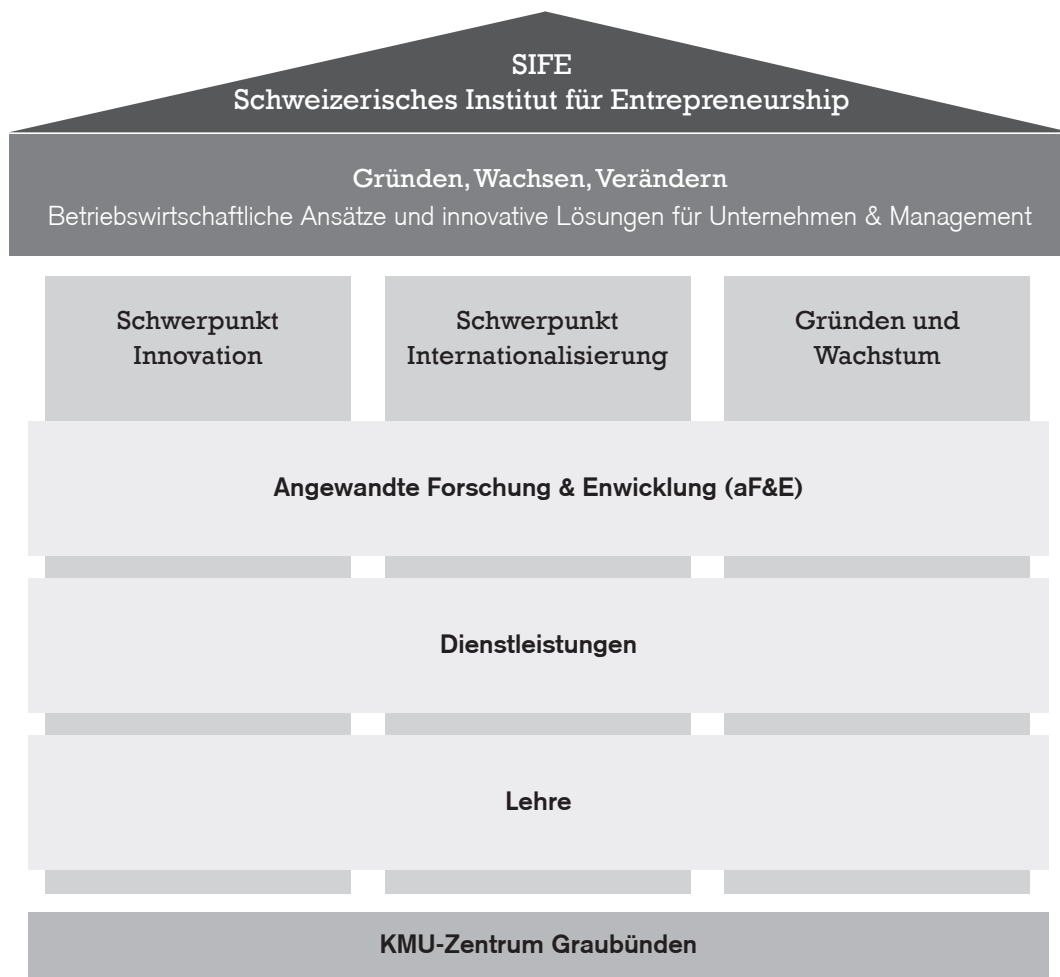 SIFE
Schweizerisches Institut für Entrepreneurship
Gründen, Wachsen, Verändern
Betriebswirtschaftliche Ansätze und innovative Lösungen für Unternehmen & Management
Schwerpunkt
Innovation
Schwerpunkt
Internationalisierung
Gründen und
Wachstum
Angewandte Forschung & Enwicklung (aF&E)
Dienstleistungen
Lehre
KMU-Zentrum Graubünden